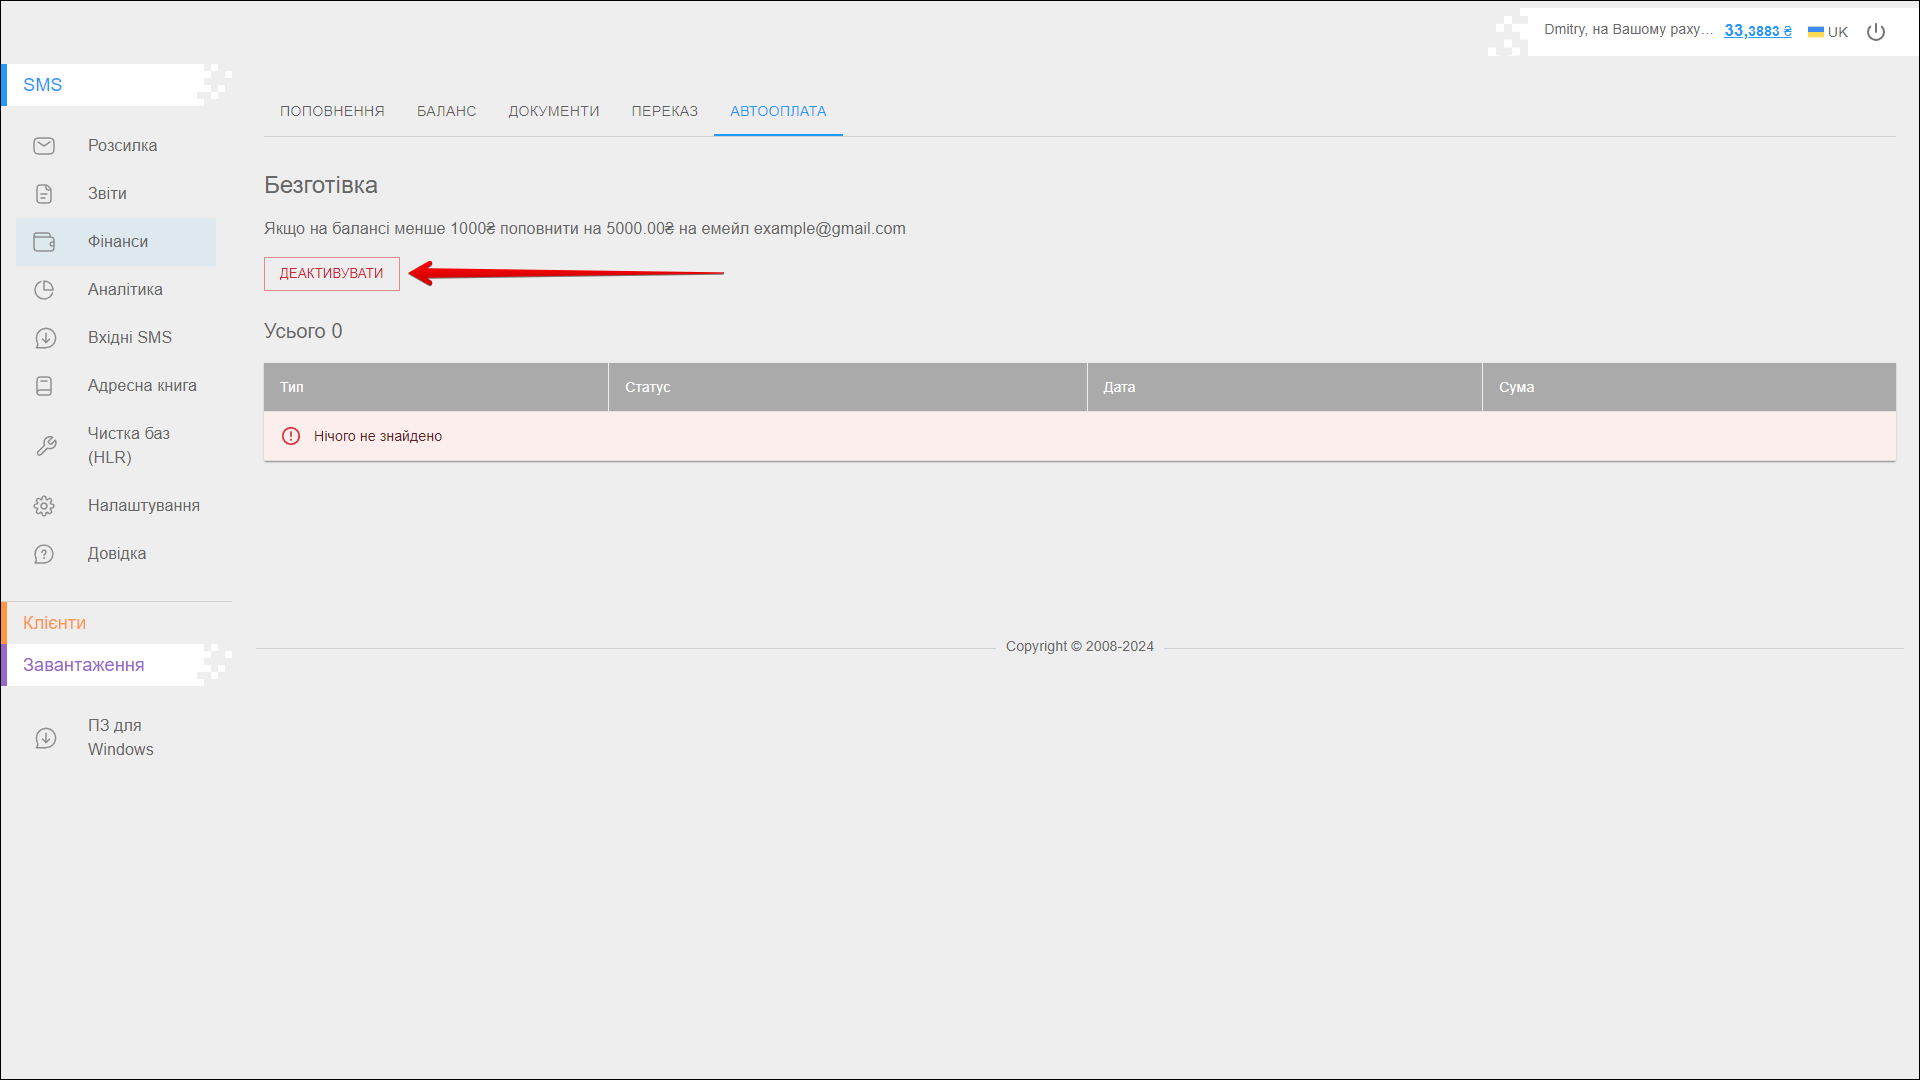 Dmitry, на Вашому раху... 33,3883 ₴ UK
SMS
Розсилка
Звіти
Фінанси
Аналітика
Вхідні SMS
Адресна книга
Чистка баз
(HLR)
Налаштування
Довідка
Клієнти
Завантаження
ПЗ для
Windows
ПОПОВНЕННЯ БАЛАНС ДОКУМЕНТИ ПЕРЕКАЗ АВТООПЛАТА
Безготівка
Якщо на балансі менше 1000₴ поповнити на 5000.00₴ на емейл example@gmail.com
ДЕАКТИВУВАТИ
Усього 0
Тип Статус Дата Сума
Нічого не знайдено
Copyright © 2008-2024